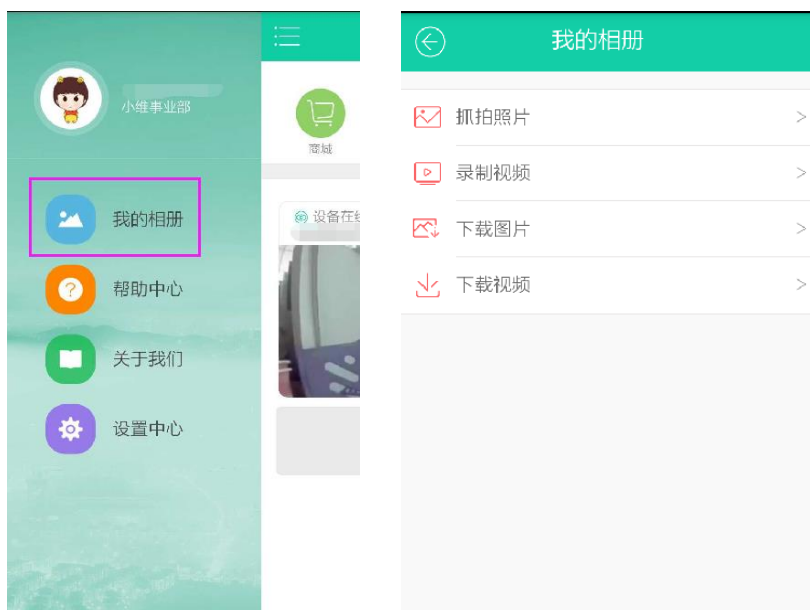 小维事业部
商城
我的相册
设备在线
帮助中心
关于我们
设置中心
我的相册
抓拍照片
录制视频
下载图片
下载视频